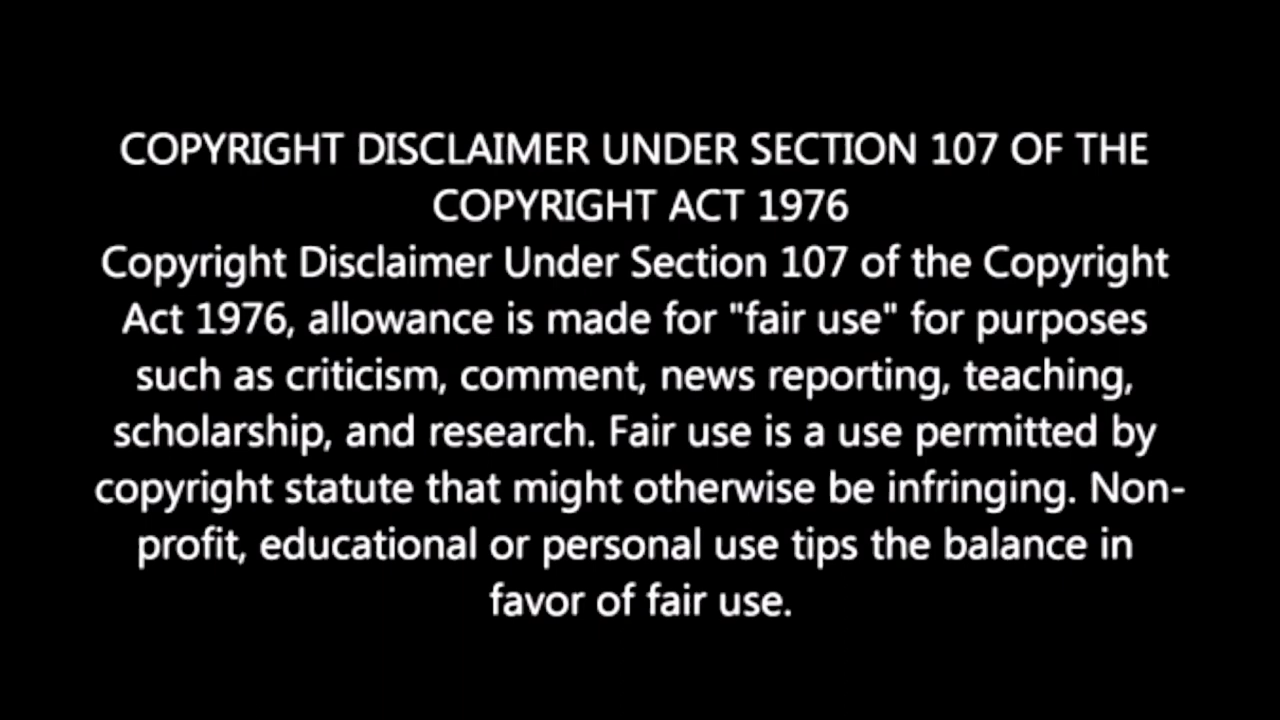 COPYRIGHT DISCLAIMER UNDER SECTION 107 OF THE
COPYRIGHT ACT 1976
Copyright Disclaimer Under Section 107 of the Copyright
Act 1976, allowance is made for "fair use" for purposes
such as criticism, comment, news reporting, teaching,
scholarship, and research. Fair use is a use permitted by
copyright statute that might otherwise be infringing. Non-
profit, educational or personal use tips the balance in
favor of fair use.